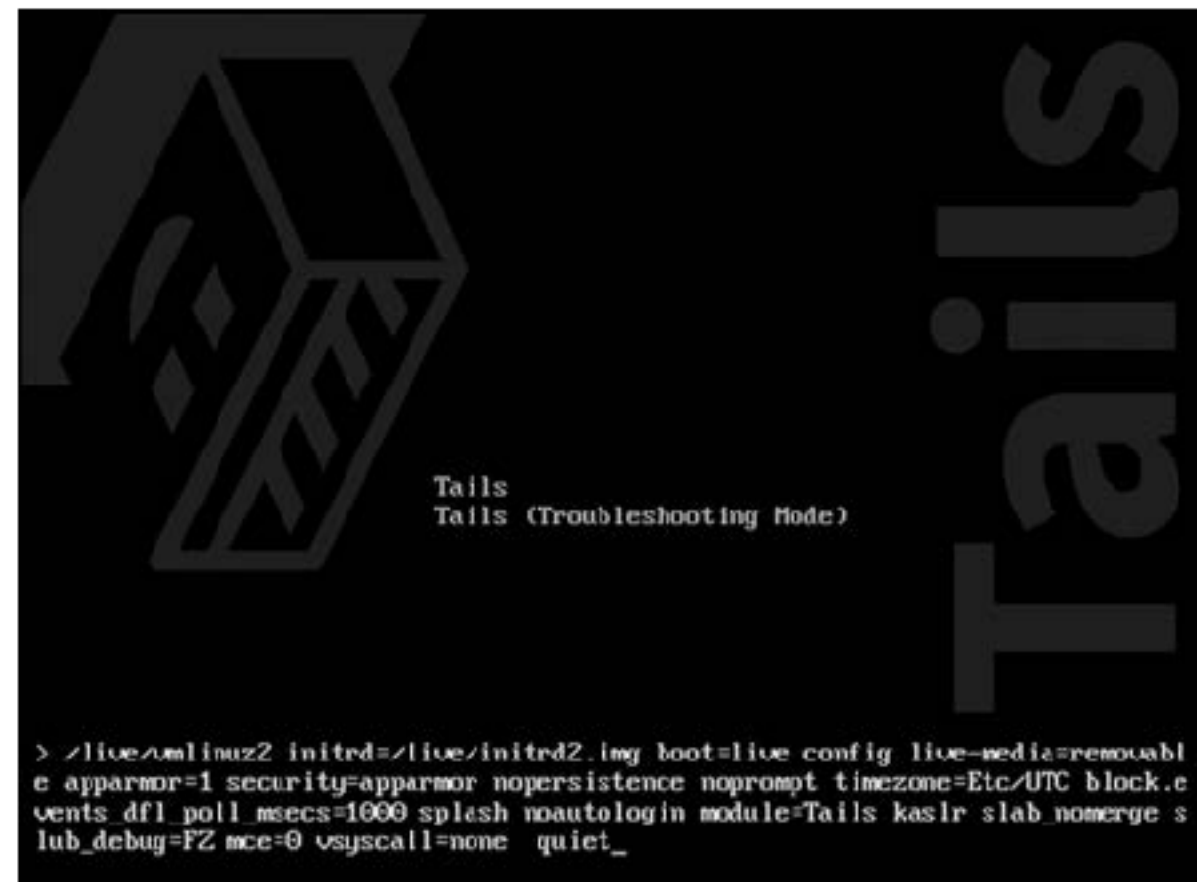 Tails
Tails
Tails (Troubleshooting Mode)
> /live/vmlinuz2 initrd=/live/initrd2.img boot=live config live-media=removabl
e apparmor=1 security=apparmor nopersistence noprompt timezone=Etc/UTC block.e
vents_dfl_poll_msecs=1000 splash noautologin module=Tails kaslr slab_nomerge s
lub_debug=FZ mce=0 vsyscall=none  quiet_